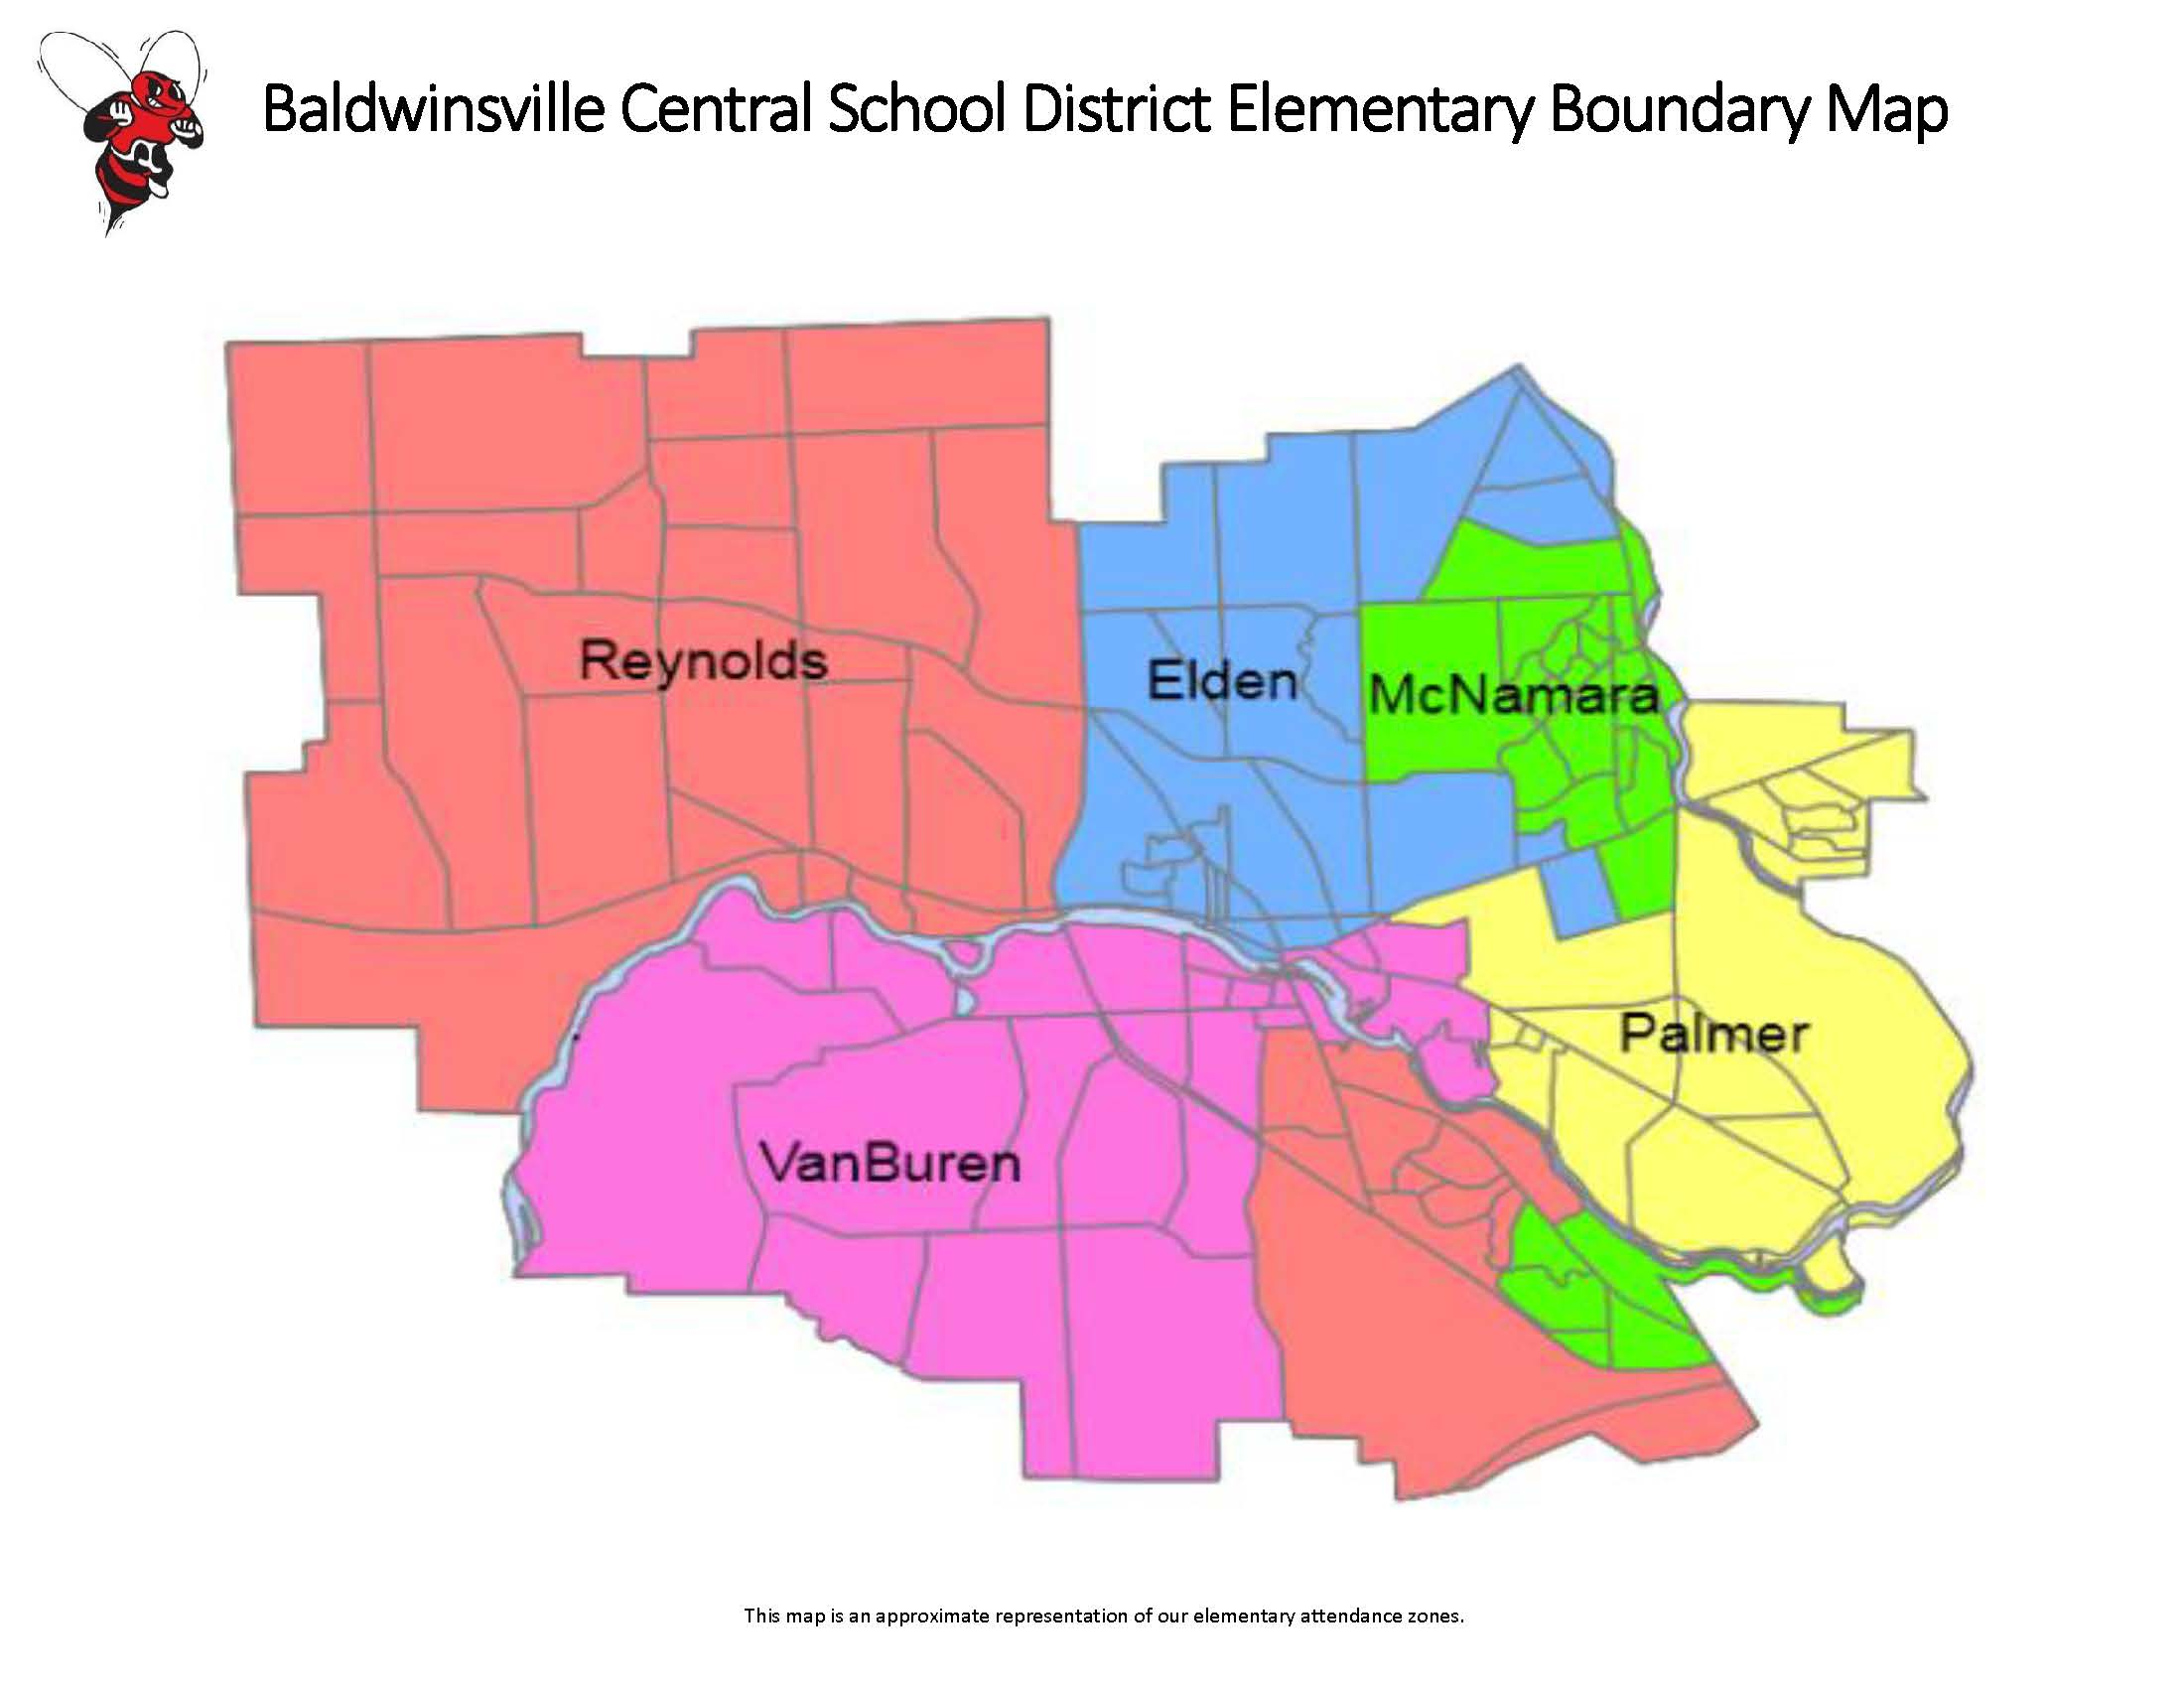 Baldwinsville Central School District Elementary Boundary Map
Reynolds
Elden
McNamara
Palmer
VanBuren
This map is an approximate representation of our elementary attendance zones.